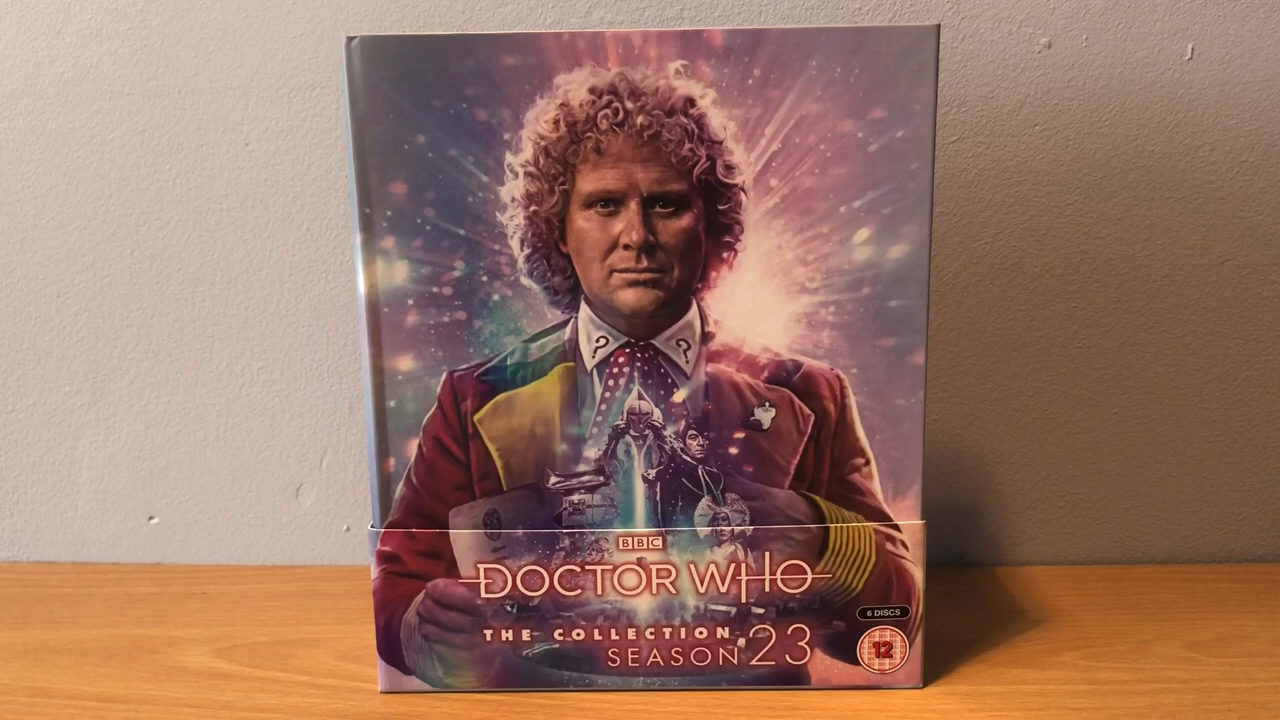 ? ?
BBC
DOCTOR WHO
THE COLLECTION
SEASON 23
6 DISCS
12